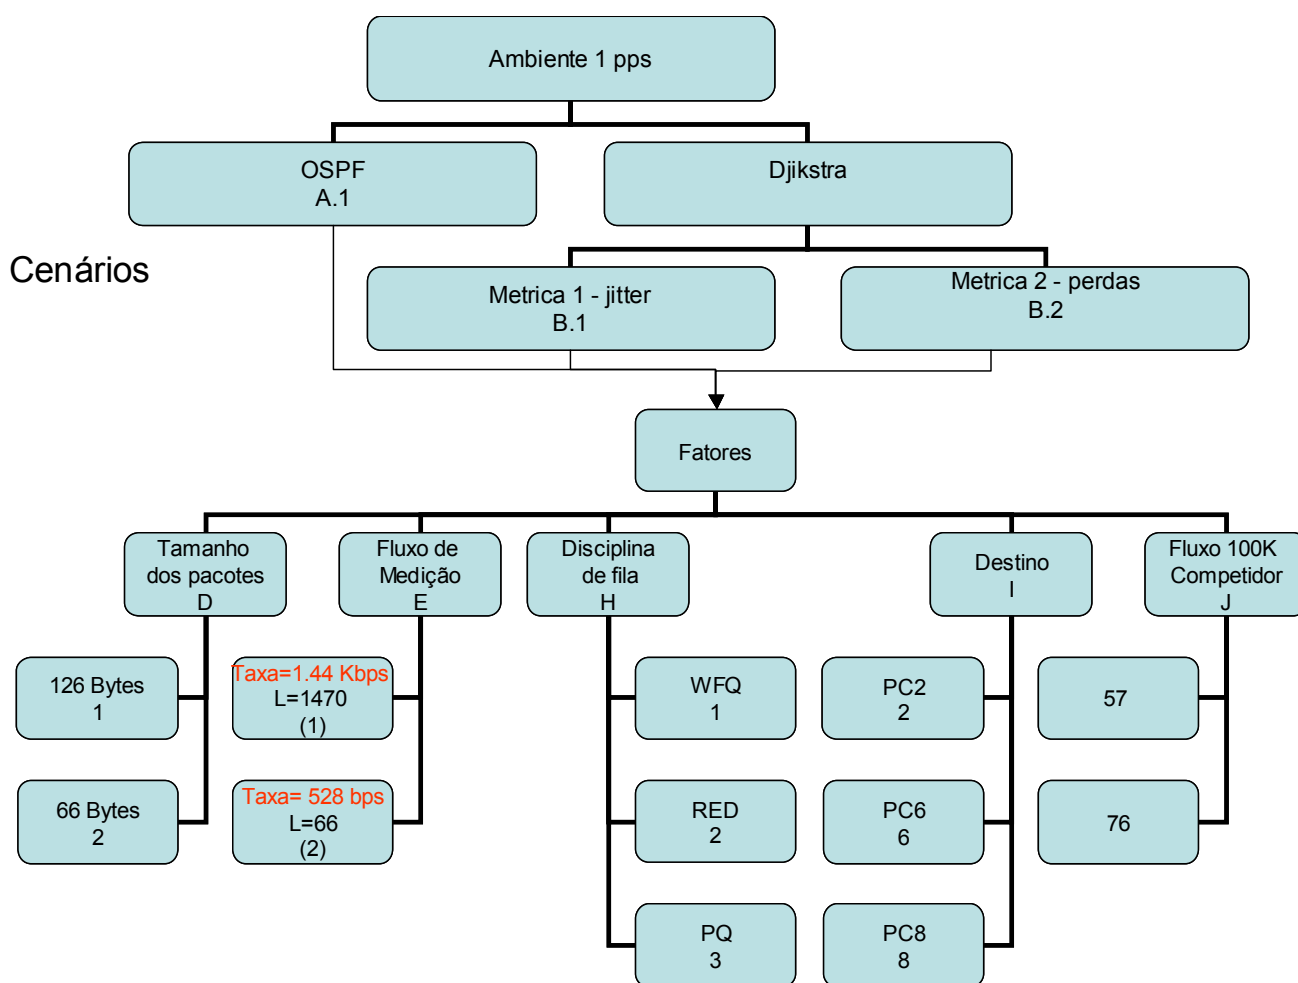 Ambiente 1 pps
OSPF
A.1
Djikstra
Cenários
Metrica 1 - jitter
B.1
Metrica 2 - perdas
B.2
Fatores
Tamanho
dos pacotes
D
Fluxo de
Medição
E
Disciplina
de fila
H
Destino
I
Fluxo 100K
Competidor
J
126 Bytes
1
Taxa=1.44 Kbps
L=1470
(1)
WFQ
1
PC2
2
57
66 Bytes
2
Taxa= 528 bps
L=66
(2)
RED
2
PC6
6
76
PQ
3
PC8
8